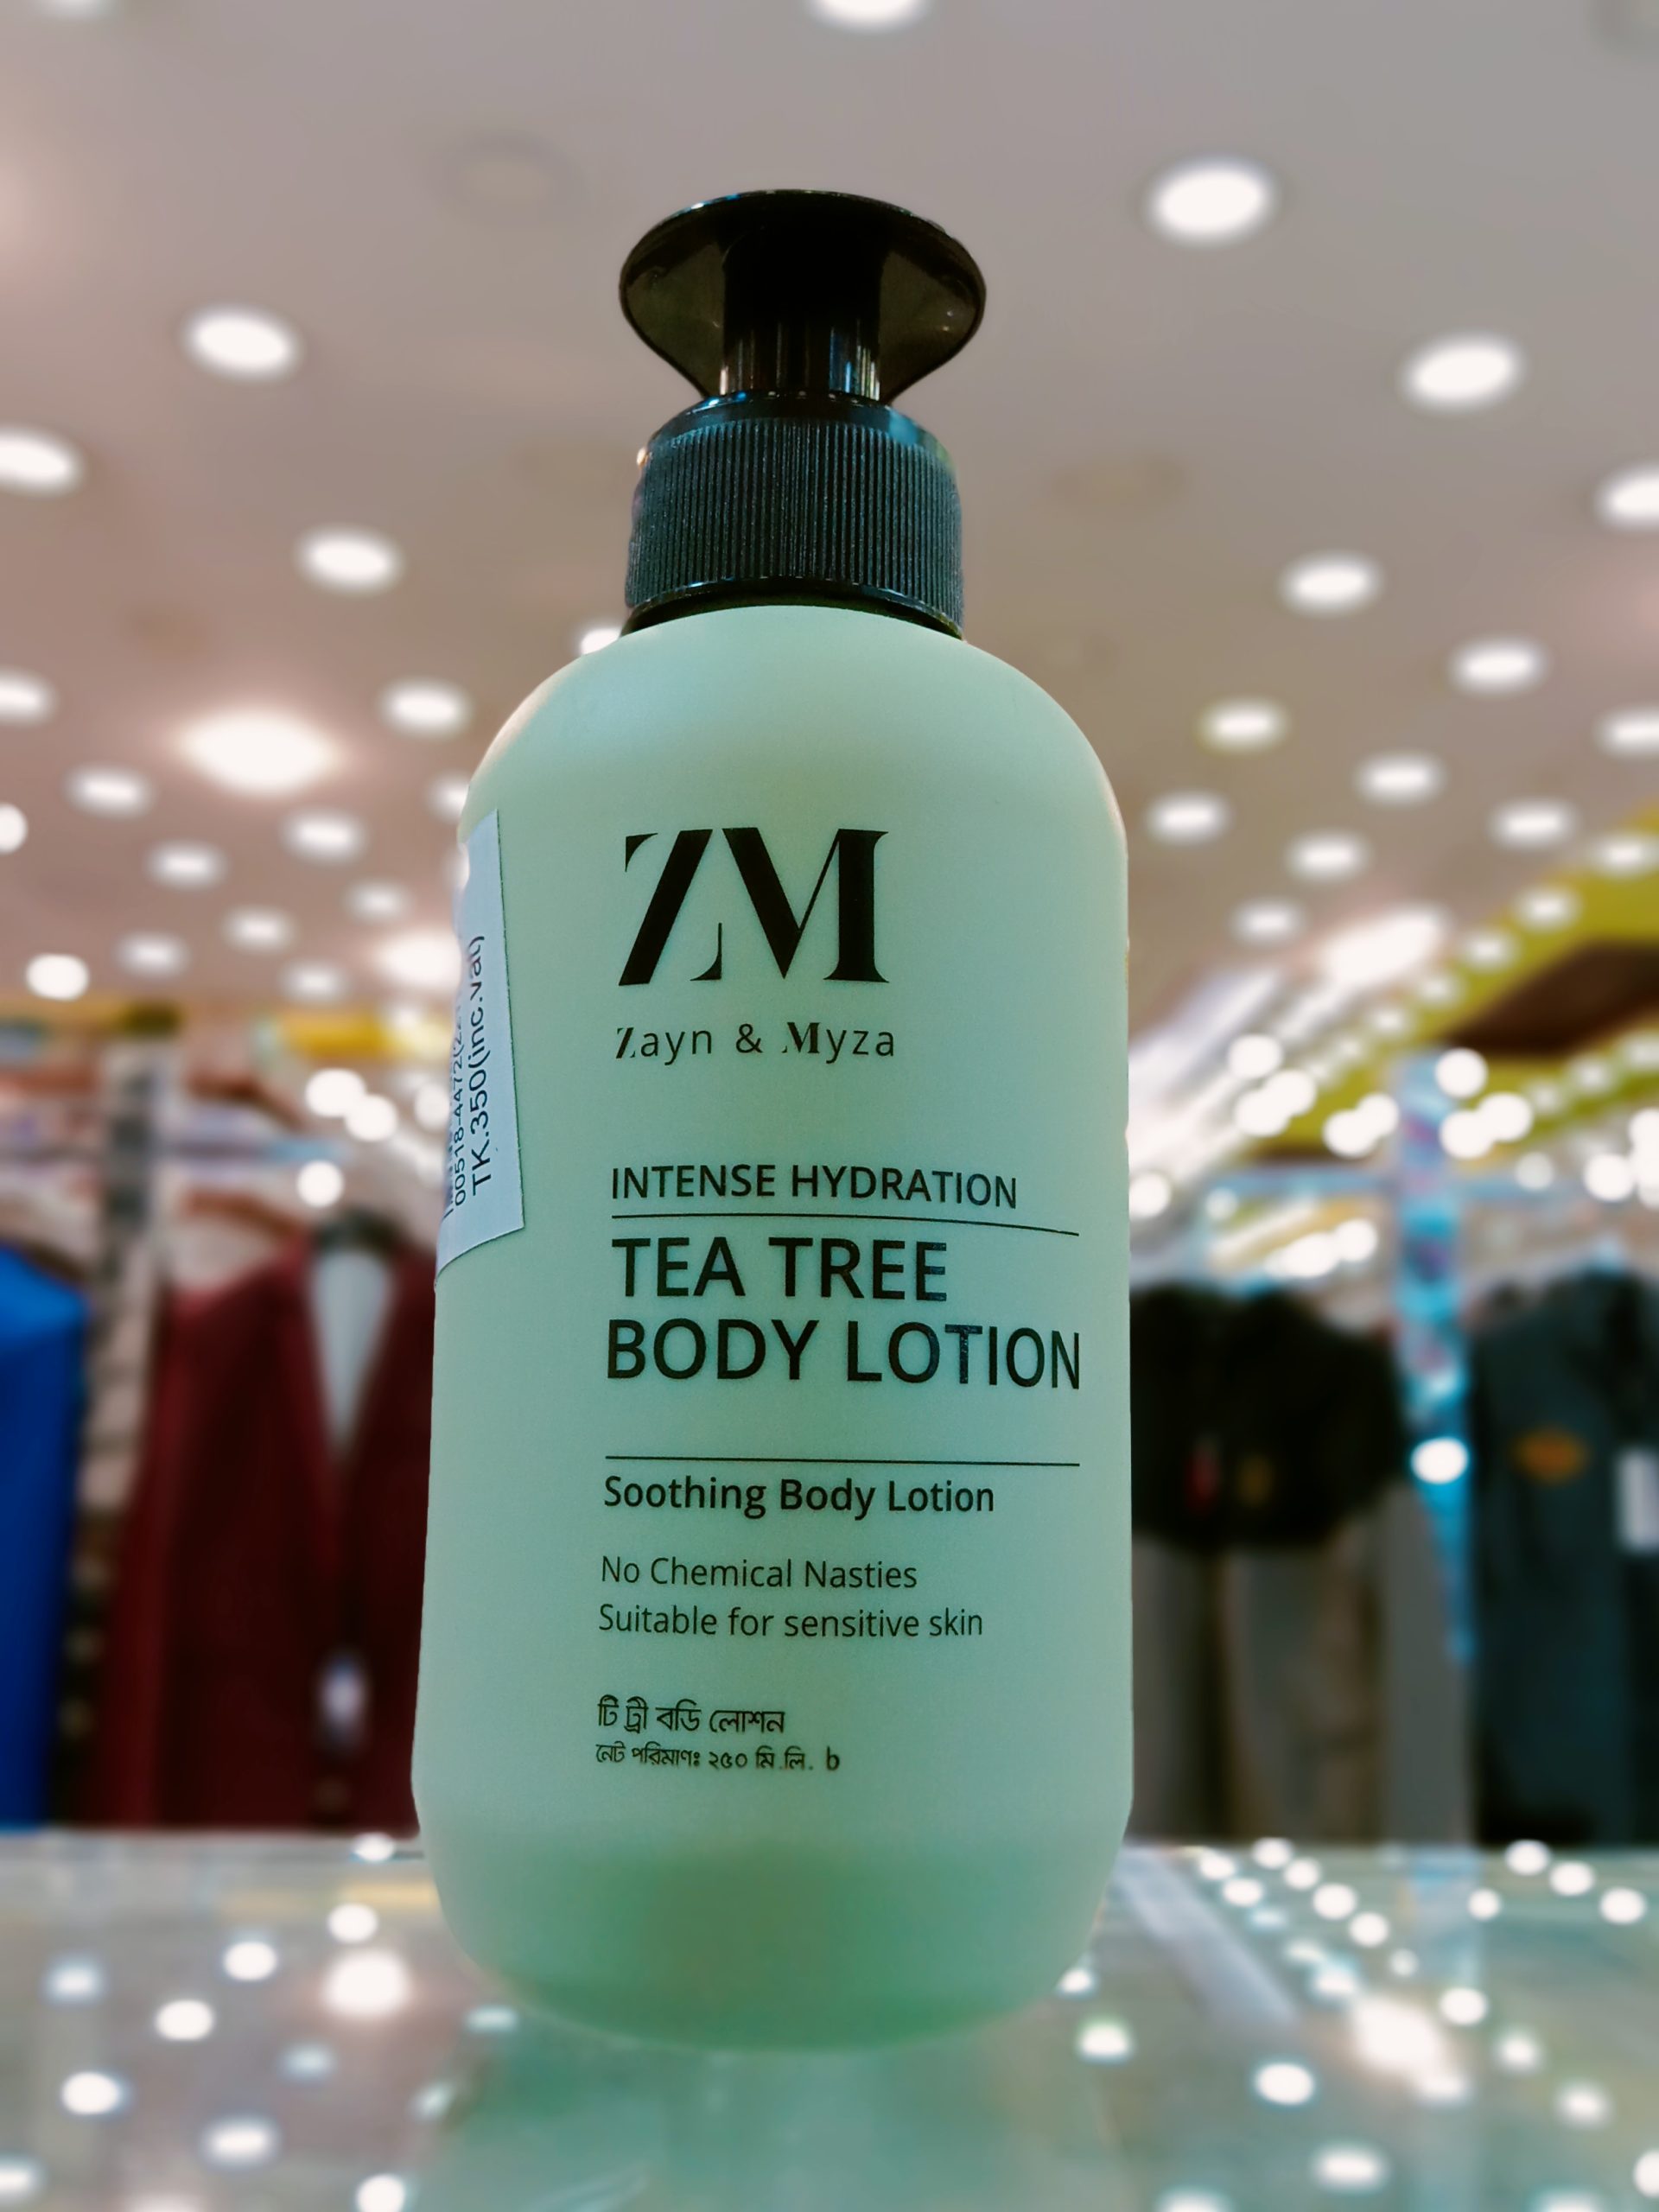 ZM
Zayn & Myza
INTENSE HYDRATION
TEA TREE
BODY LOTION
Soothing Body Lotion
No Chemical Nasties
Suitable for sensitive skin
টি ট্রী বডি লোশন
নেট পরিমাণঃ ২৫০ মি.লি. b
TK.350(inc.vat)